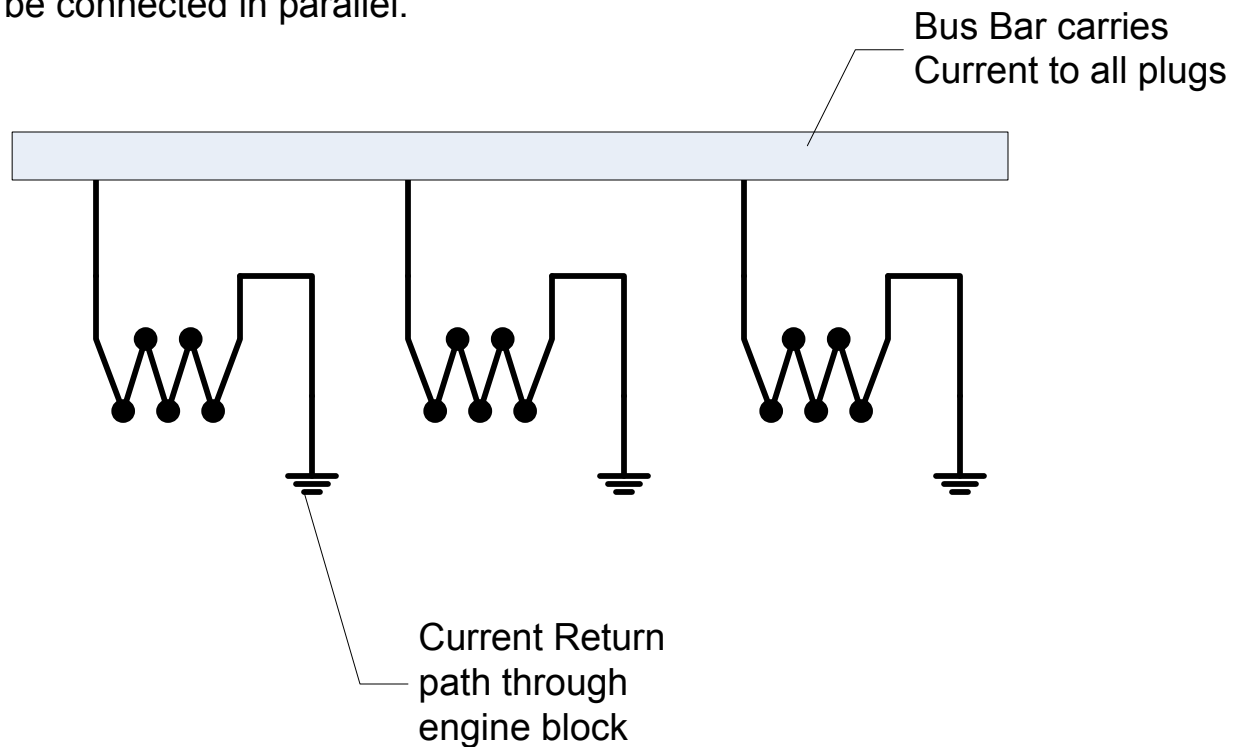 be connected in parallel.
Bus Bar carries
Current to all plugs
Current Return
path through
engine block